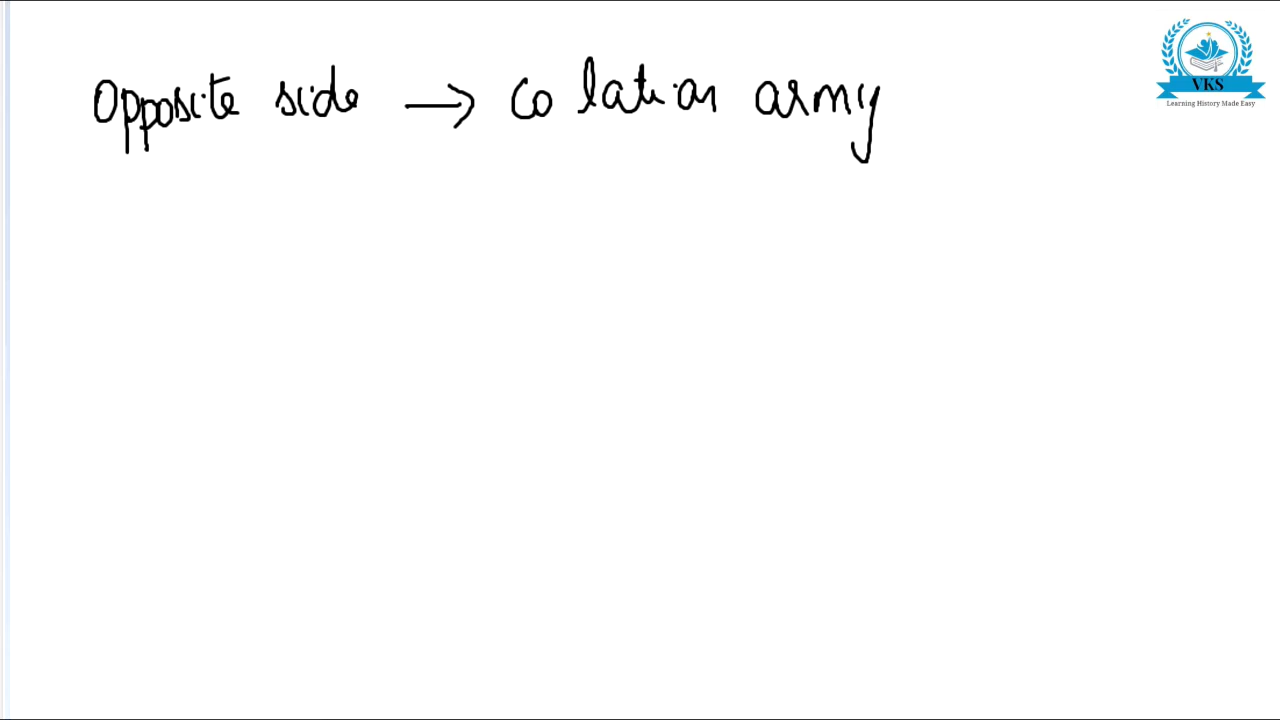 Opposite side → co lation army
VKS
Learning History Made Easy